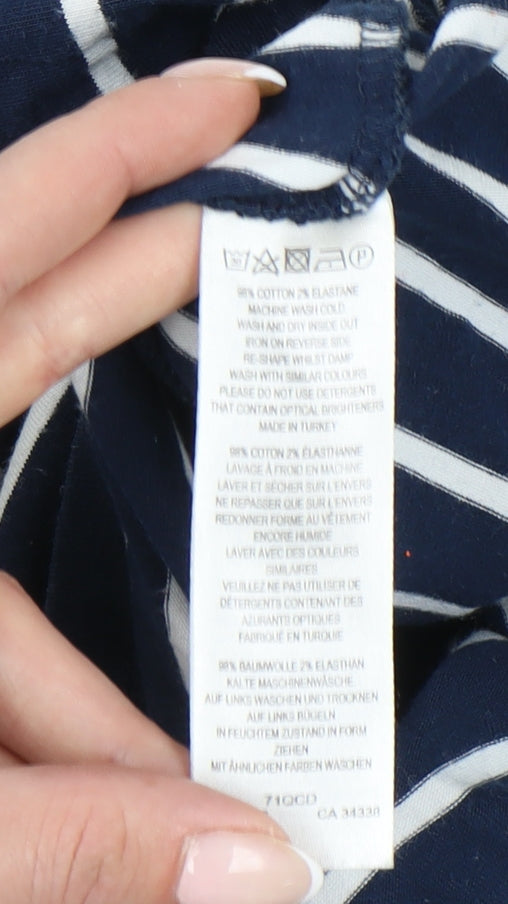 98% COTTON 2% ELASTANE
MACHINE WASH COLD
WASH AND DRY INSIDE OUT
IRON ON REVERSE SIDE
RE-SHAPE WHILST DAMP
WASH WITH SIMILAR COLOURS
PLEASE DO NOT USE DETERGENTS
THAT CONTAIN OPTICAL BRIGHTENERS
MADE IN TURKEY
98% COTON 2% ÉLASTHANNE
LAVAGE À FROID EN MACHINE
LAVER ET SÉCHER SUR L'ENVERS
NE REPASSER QUE SUR L'ENVERS
REDONNER FORME AU VÊTEMENT
ENCORE HUMIDE
LAVER AVEC DES COULEURS
SIMILAIRES
VEUILLEZ NE PAS UTILISER DE
DÉTERGENTS CONTENANT DES
AZURANTS OPTIQUES
FABRIQUÉ EN TURQUIE
98% BAUMWOLLE 2% ELASTHAN
KALTE MASCHINENWÄSCHE
AUF LINKS WASCHEN UND TROCKNEN
AUF LINKS BÜGELN
IN FEUCHTEM ZUSTAND IN FORM
ZIEHEN
MIT ÄHNLICHEN FARBEN WASCHEN
71QCD
CA 34330